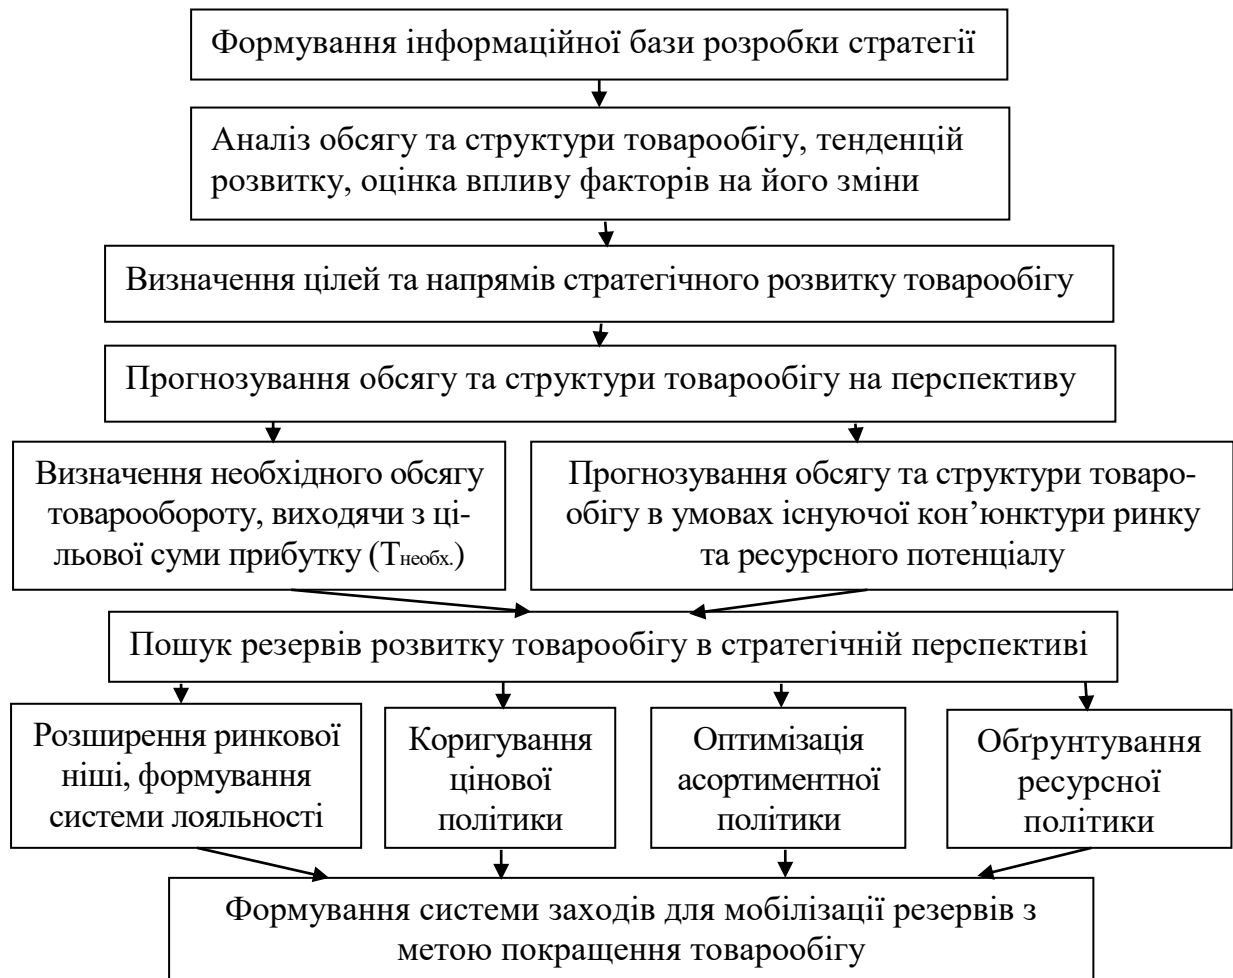 Формування інформаційної бази розробки стратегії
Аналіз обсягу та структури товарообігу, тенденцій
розвитку, оцінка впливу факторів на його зміни
Визначення цілей та напрямів стратегічного розвитку товарообігу
Прогнозування обсягу та структури товарообігу на перспективу
Визначення необхідного обсягу
товарообороту, виходячи з ці-
льової суми прибутку (Tнеобх.)
Прогнозування обсягу та структури товаро-
обігу в умовах існуючої кон’юнктури ринку
та ресурсного потенціалу
Пошук резервів розвитку товарообігу в стратегічній перспективі
Розширення ринкової
ніші, формування
системи лояльності
Коригування
цінової
політики
Оптимізація
асортиментної
політики
Обґрунтування
ресурсної
політики
Формування системи заходів для мобілізації резервів з
метою покращення товарообігу